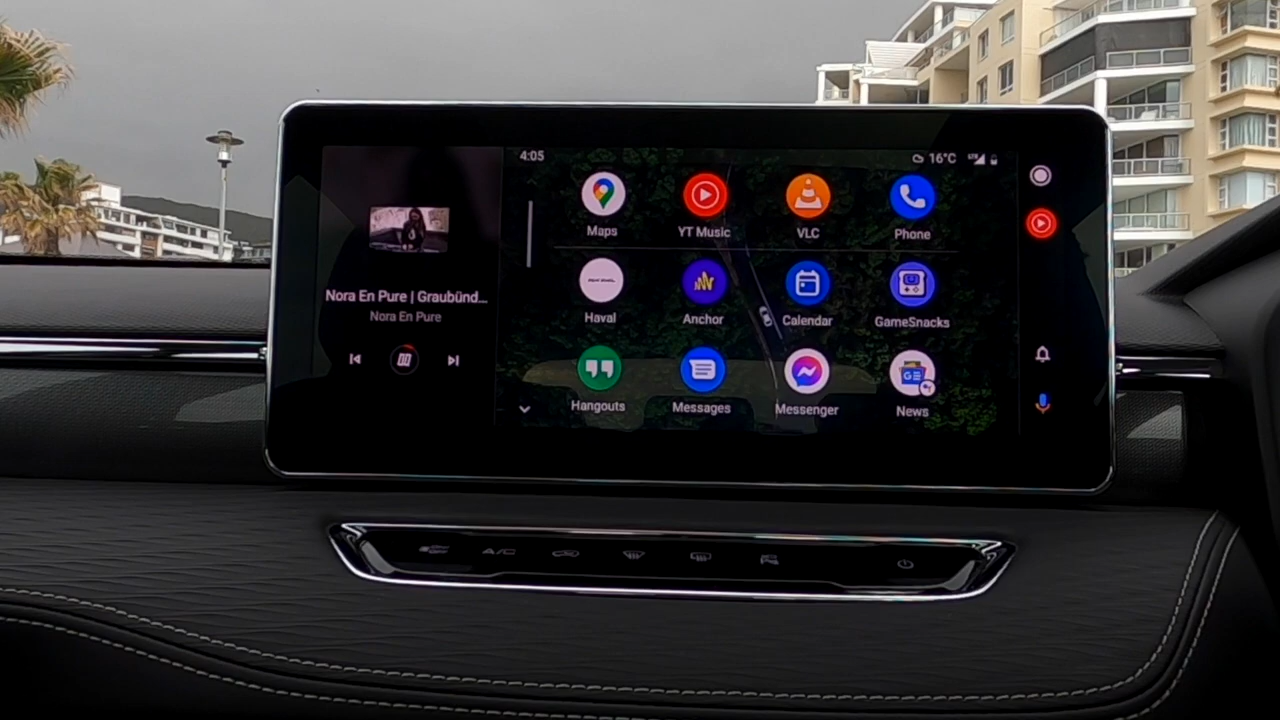 4:05
16°C
LTE
Maps
YT Music
VLC
Phone
Nora En Pure | Graubünd...
Nora En Pure
Haval
Anchor
Calendar
GameSnacks
Hangouts
Messages
Messenger
News
A/C